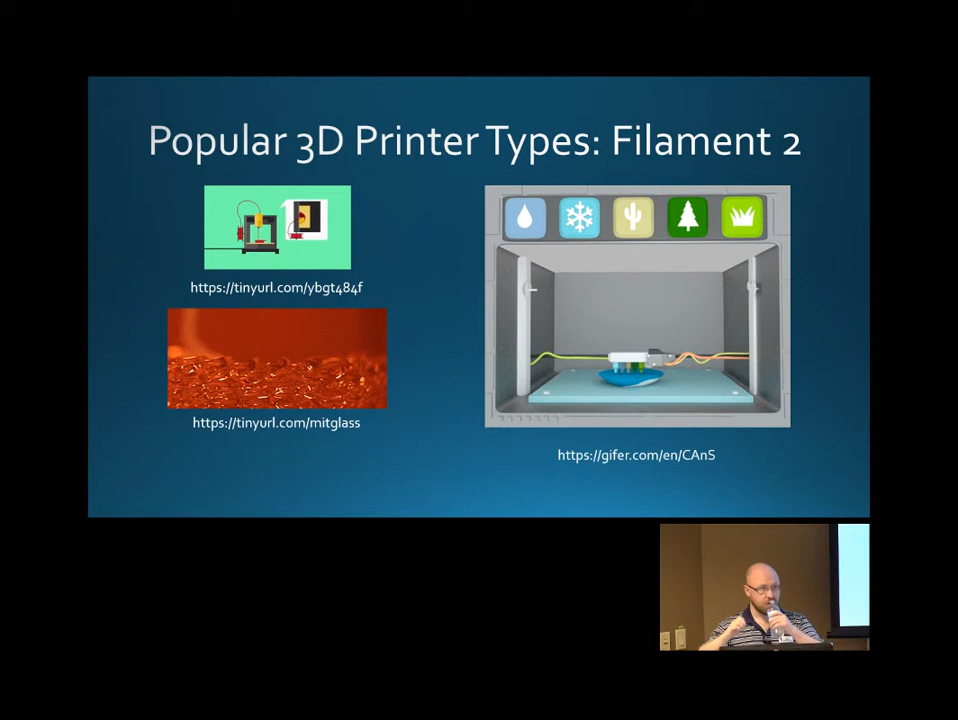 Popular 3D Printer Types: Filament 2
https://tinyurl.com/ybgt484f
https://tinyurl.com/mitglass
https://gifer.com/en/CAnS